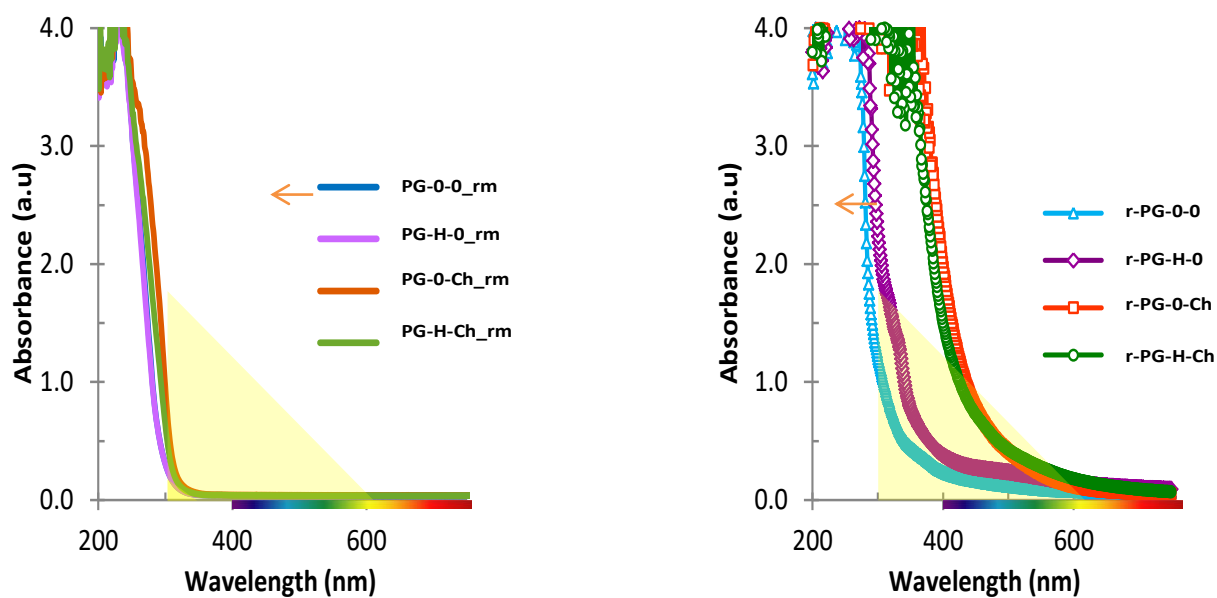 4.0
3.0
2.0
1.0
0.0
200
400
600
Absorbance (a.u)
Wavelength (nm)
PG-0-0_rm
PG-H-0_rm
PG-0-Ch_rm
PG-H-Ch_rm
4.0
3.0
2.0
1.0
0.0
200
400
600
Absorbance (a.u)
Wavelength (nm)
r-PG-0-0
r-PG-H-0
r-PG-0-Ch
r-PG-H-Ch